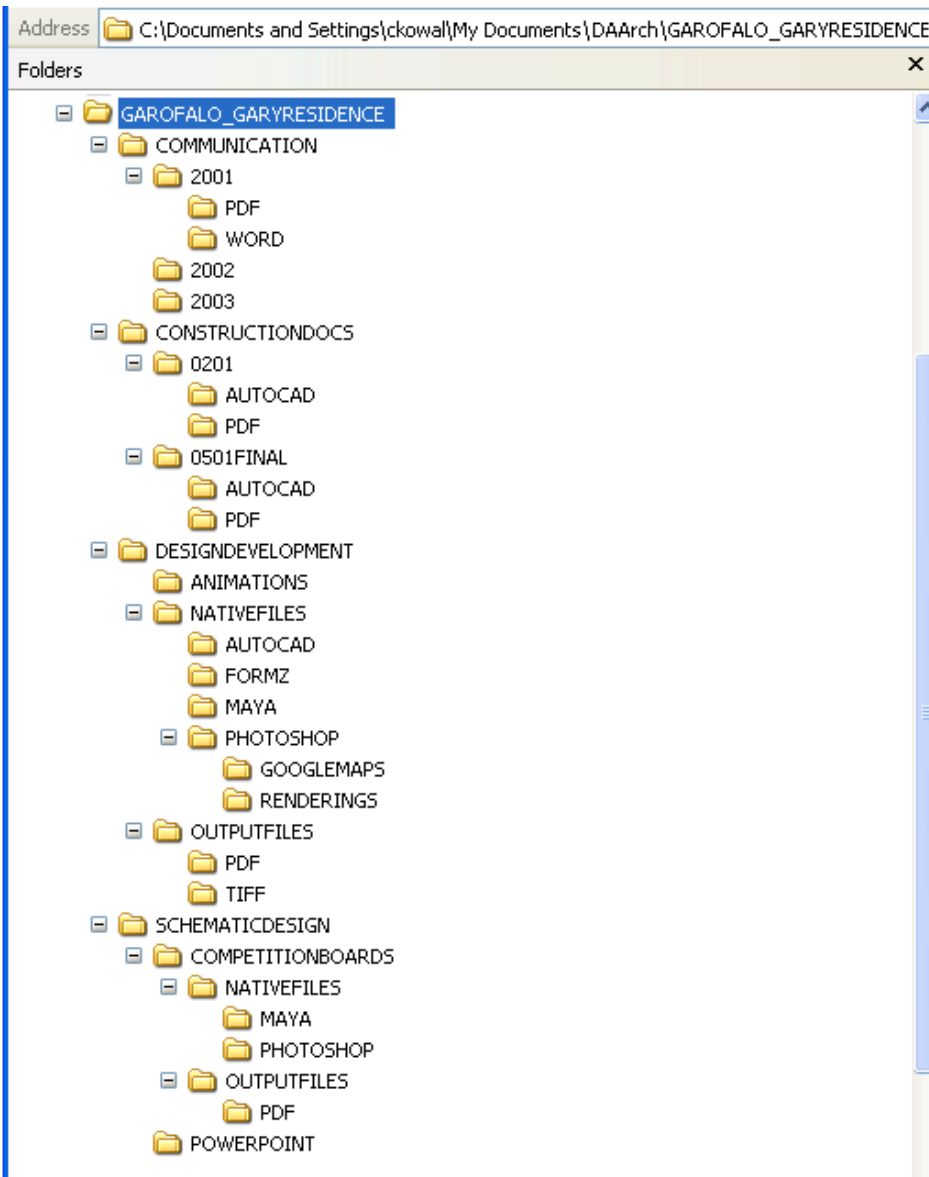 Address C:\Documents and Settings\ckowal\My Documents\DAArch\GAROFALO_GARYRESIDENCE
Folders
GAROFALO_GARYRESIDENCE
COMMUNICATION
2001
PDF
WORD
2002
2003
CONSTRUCTIONDOCS
0201
AUTOCAD
PDF
0501FINAL
AUTOCAD
PDF
DESIGNDEVELOPMENT
ANIMATIONS
NATIVEFILES
AUTOCAD
FORMZ
MAYA
PHOTOSHOP
GOOGLEMAPS
RENDERINGS
OUTPUTFILES
PDF
TIFF
SCHEMATICDESIGN
COMPETITIONBOARDS
NATIVEFILES
MAYA
PHOTOSHOP
OUTPUTFILES
PDF
POWERPOINT